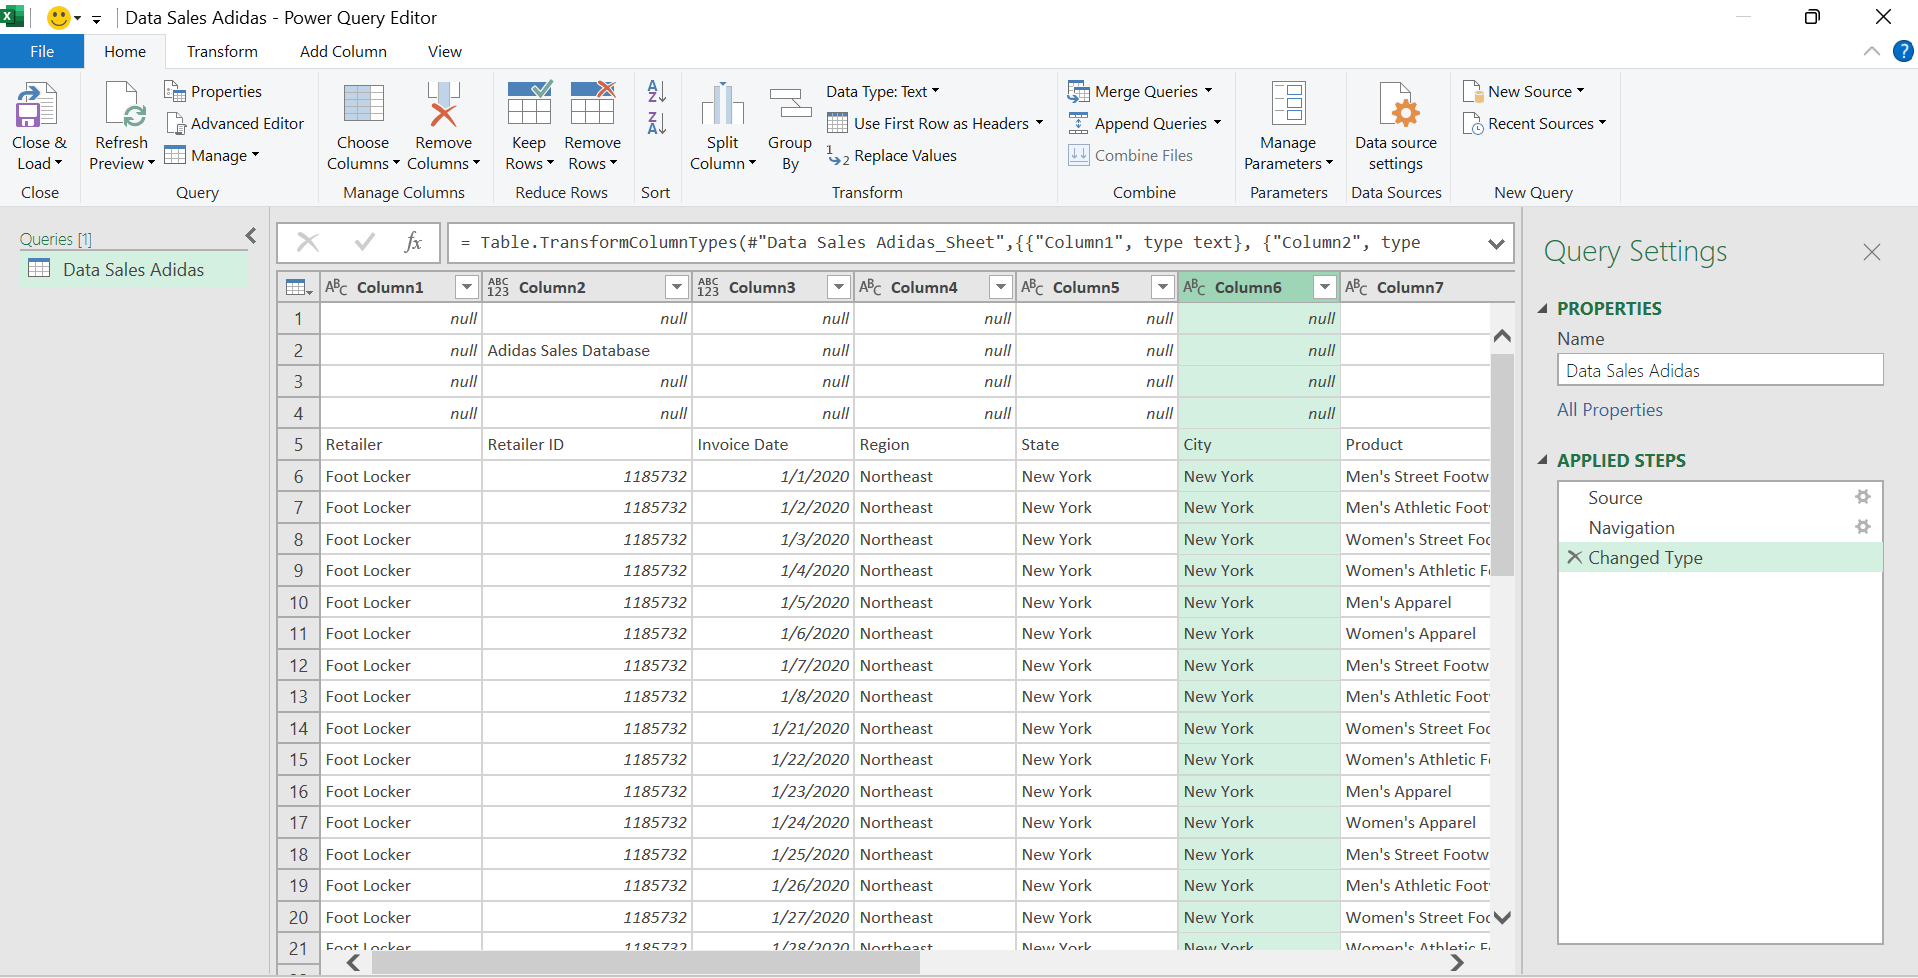 Data Sales Adidas - Power Query Editor
File Home Transform Add Column View ?
Close & Load
Close
Refresh Preview
Properties
Advanced Editor
Manage
Query
Choose Columns
Remove Columns
Manage Columns
Keep Rows
Remove Rows
Reduce Rows
Sort
Split Column
Group By
Data Type: Text
Use First Row as Headers
Replace Values
Transform
Merge Queries
Append Queries
Combine Files
Combine
Manage Parameters
Parameters
Data source settings
Data Sources
New Source
Recent Sources
New Query
Queries [1]
Data Sales Adidas
fx = Table.TransformColumnTypes(#"Data Sales Adidas_Sheet",{{"Column1", type text}, {"Column2", type
ABC Column1 ABC 123 Column2 ABC 123 Column3 ABC Column4 ABC Column5 ABC Column6 ABC Column7
1 null null null null null null
2 null Adidas Sales Database null null null null
3 null null null null null null
4 null null null null null null
5 Retailer Retailer ID Invoice Date Region State City Product
6 Foot Locker 1185732 1/1/2020 Northeast New York New York Men's Street Footw
7 Foot Locker 1185732 1/2/2020 Northeast New York New York Men's Athletic Foot
8 Foot Locker 1185732 1/3/2020 Northeast New York New York Women's Street Foo
9 Foot Locker 1185732 1/4/2020 Northeast New York New York Women's Athletic F
10 Foot Locker 1185732 1/5/2020 Northeast New York New York Men's Apparel
11 Foot Locker 1185732 1/6/2020 Northeast New York New York Women's Apparel
12 Foot Locker 1185732 1/7/2020 Northeast New York New York Men's Street Footw
13 Foot Locker 1185732 1/8/2020 Northeast New York New York Men's Athletic Foot
14 Foot Locker 1185732 1/21/2020 Northeast New York New York Women's Street Foo
15 Foot Locker 1185732 1/22/2020 Northeast New York New York Women's Athletic F
16 Foot Locker 1185732 1/23/2020 Northeast New York New York Men's Apparel
17 Foot Locker 1185732 1/24/2020 Northeast New York New York Women's Apparel
18 Foot Locker 1185732 1/25/2020 Northeast New York New York Men's Street Footw
19 Foot Locker 1185732 1/26/2020 Northeast New York New York Men's Athletic Foot
20 Foot Locker 1185732 1/27/2020 Northeast New York New York Women's Street Foo
21 Foot Locker 1185732 1/28/2020 Northeast New York New York Women's Athletic F
Query Settings
PROPERTIES
Name
Data Sales Adidas
All Properties
APPLIED STEPS
Source
Navigation
Changed Type